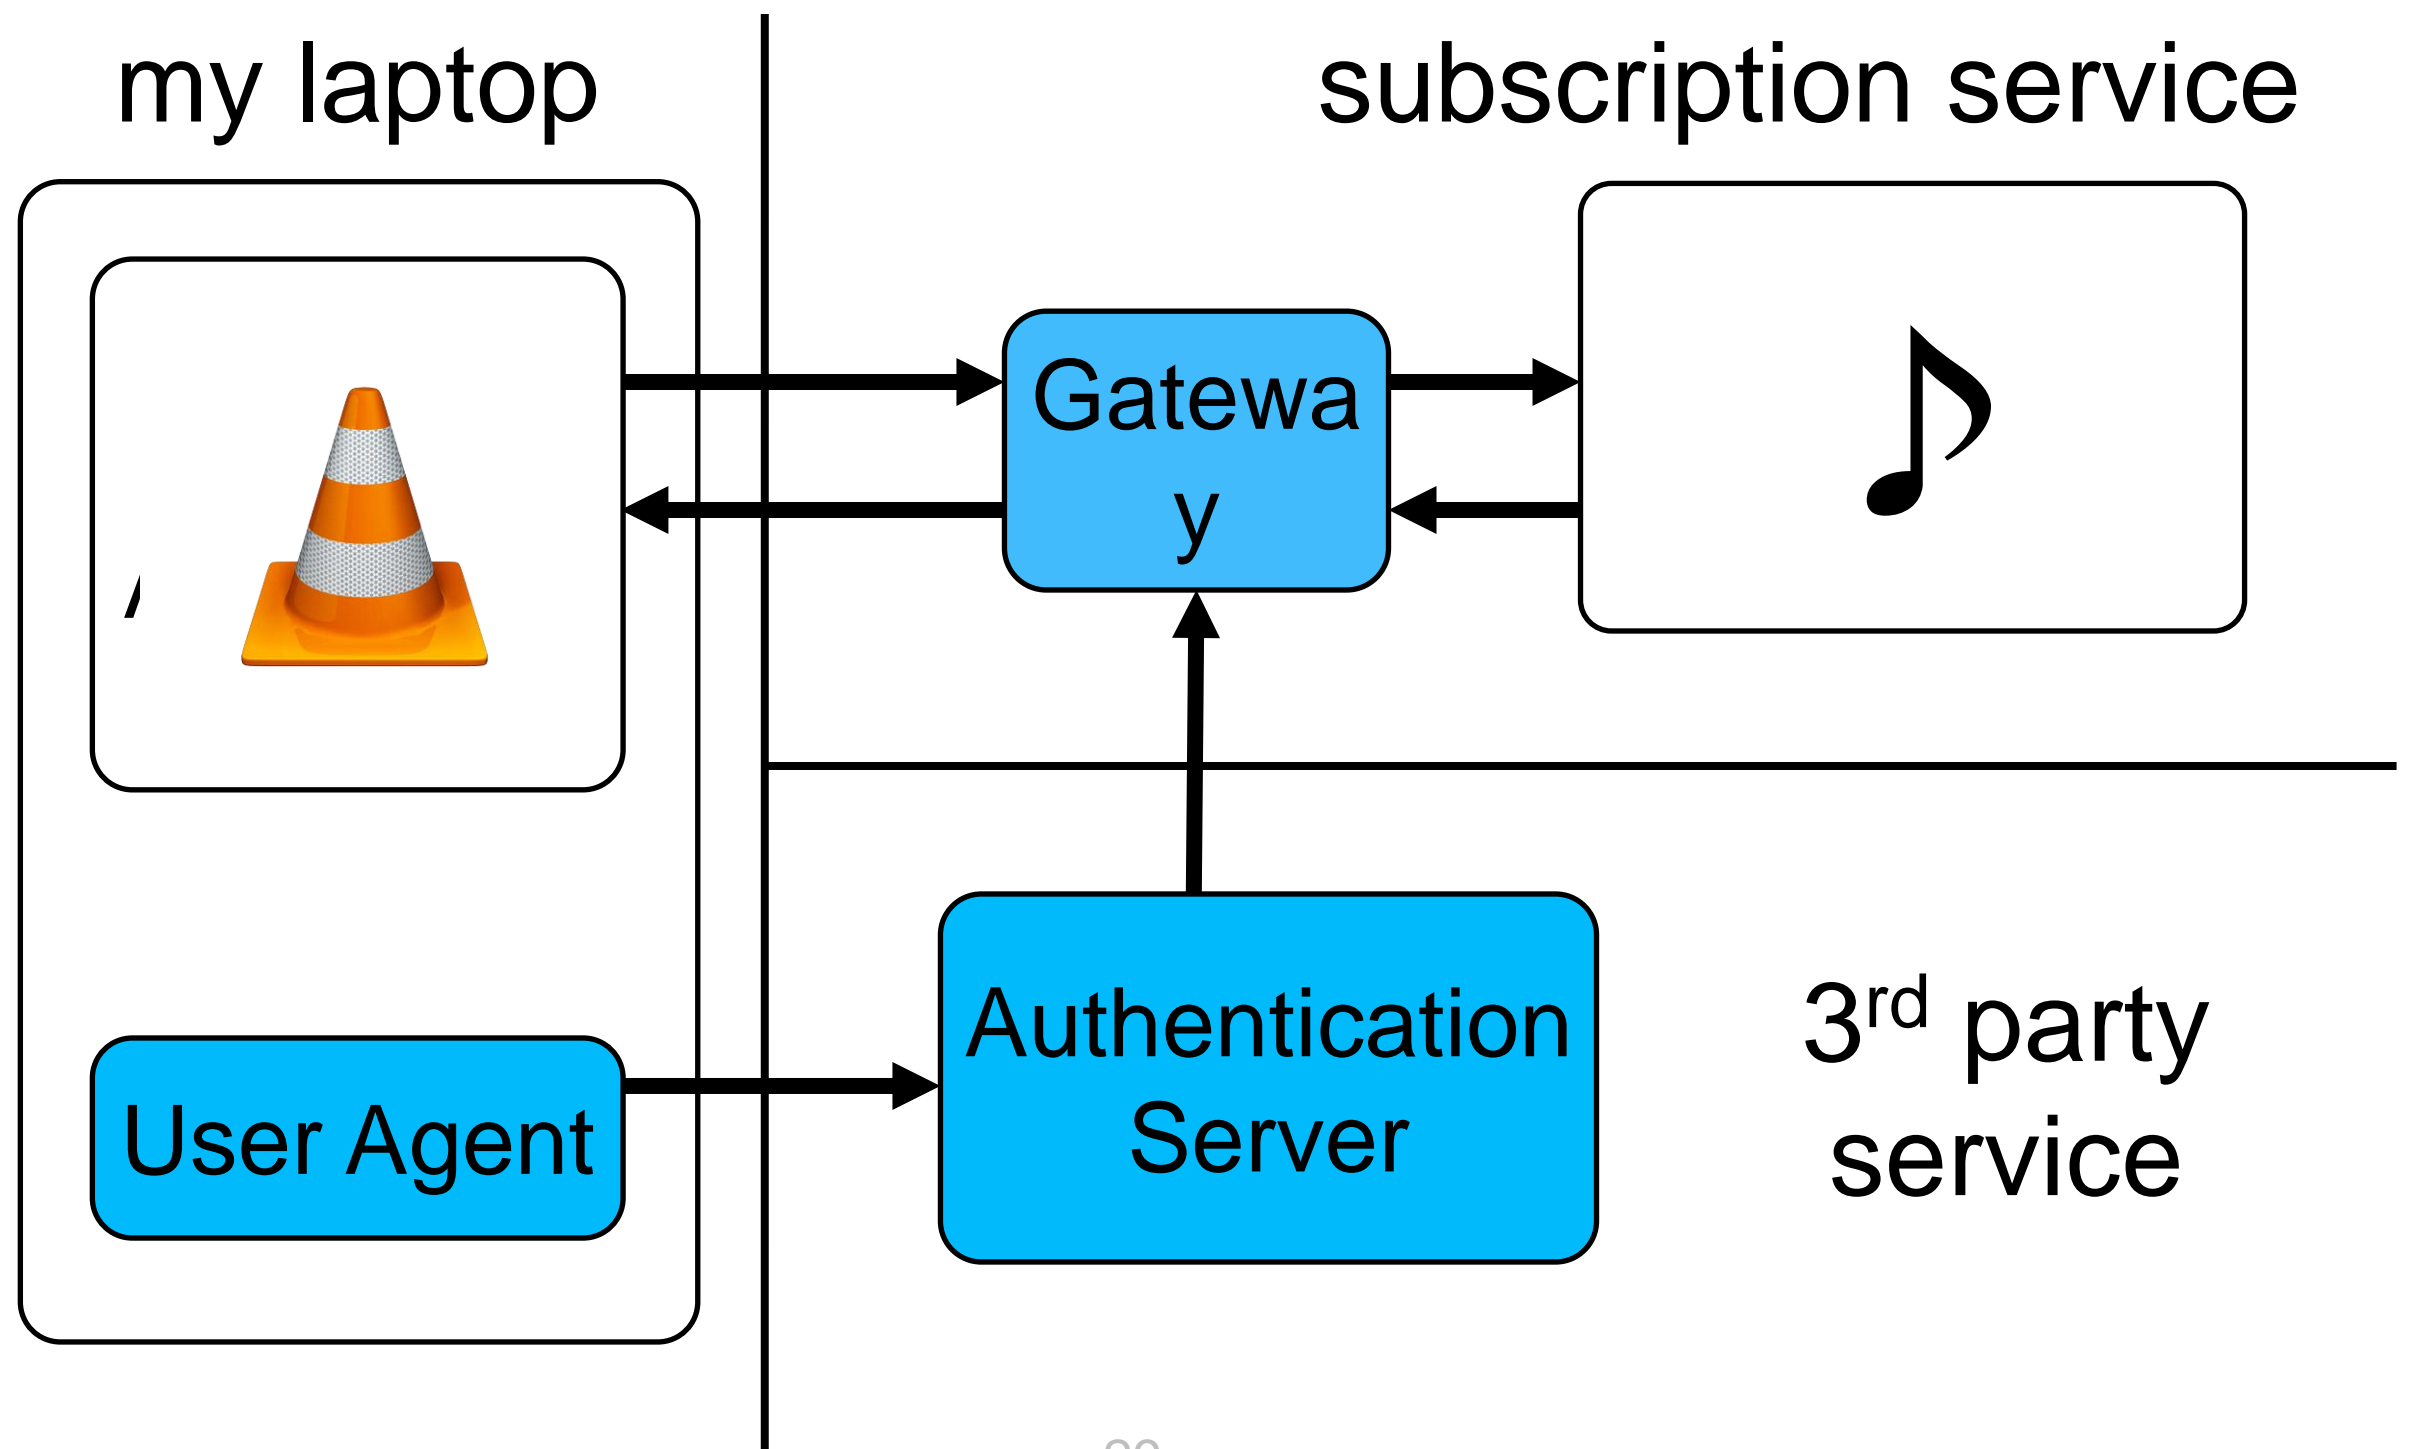 my laptop
subscription service
Gatewa
y
User Agent
Authentication
Server
3rd party
service